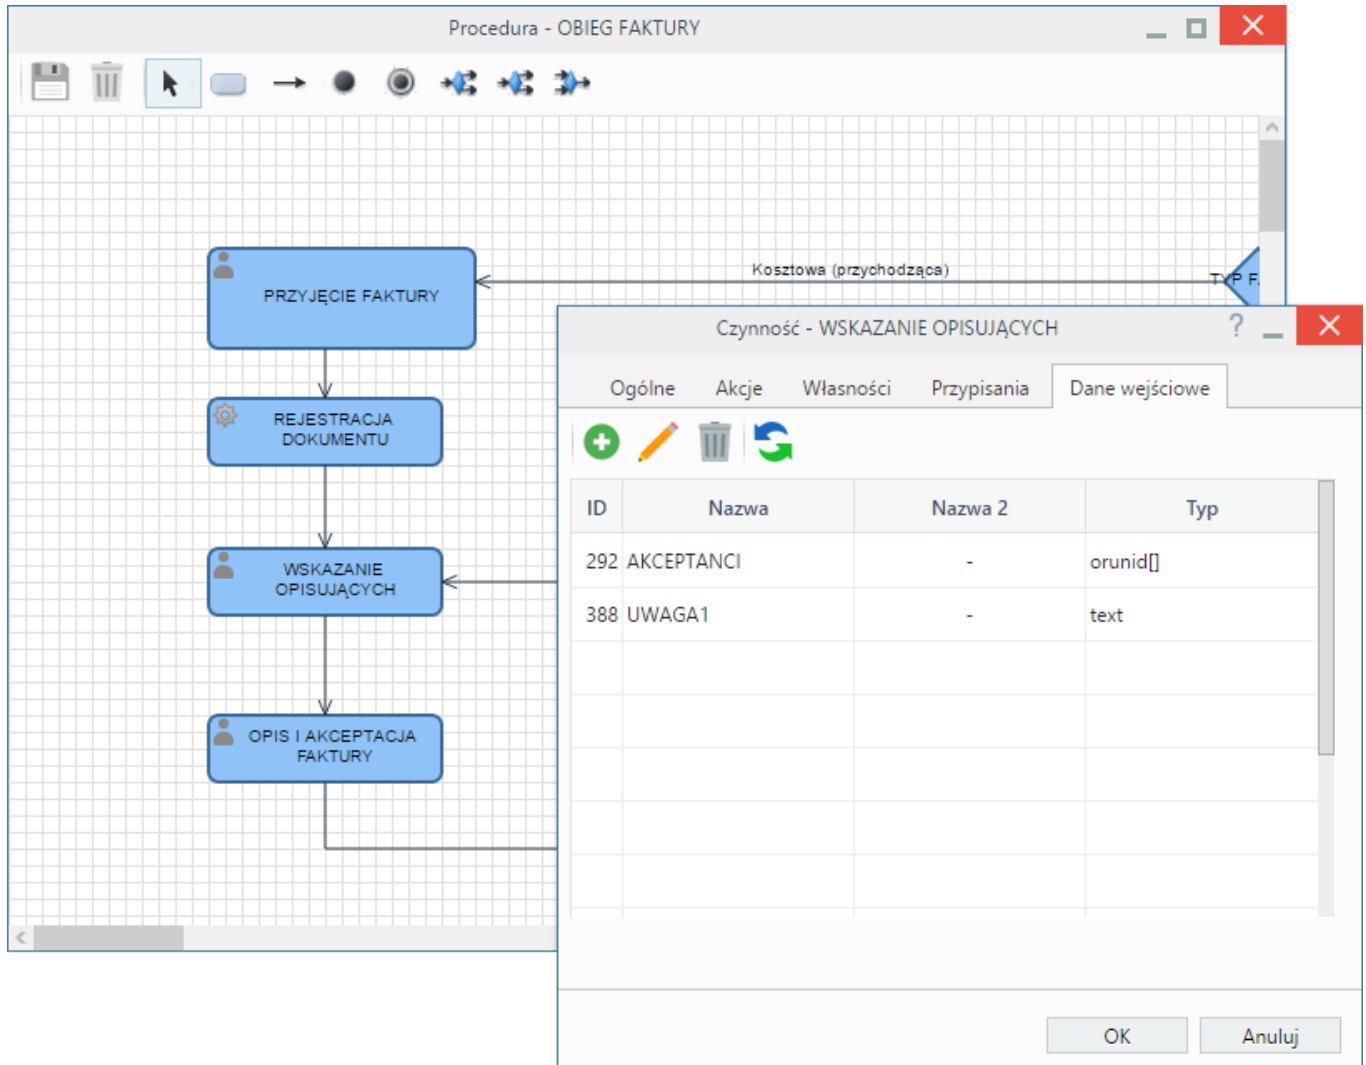 Procedura - OBIEG FAKTURY
Kosztowa (przychodząca)
TYP F
PRZYJĘCIE FAKTURY
REJESTRACJA
DOKUMENTU
WSKAZANIE
OPISUJĄCYCH
OPIS I AKCEPTACJA
FAKTURY
Czynność - WSKAZANIE OPISUJĄCYCH
Ogólne Akcje Własności Przypisania Dane wejściowe
ID Nazwa Nazwa 2 Typ
292 AKCEPTANCI - orunid[]
388 UWAGA1 - text
OK Anuluj